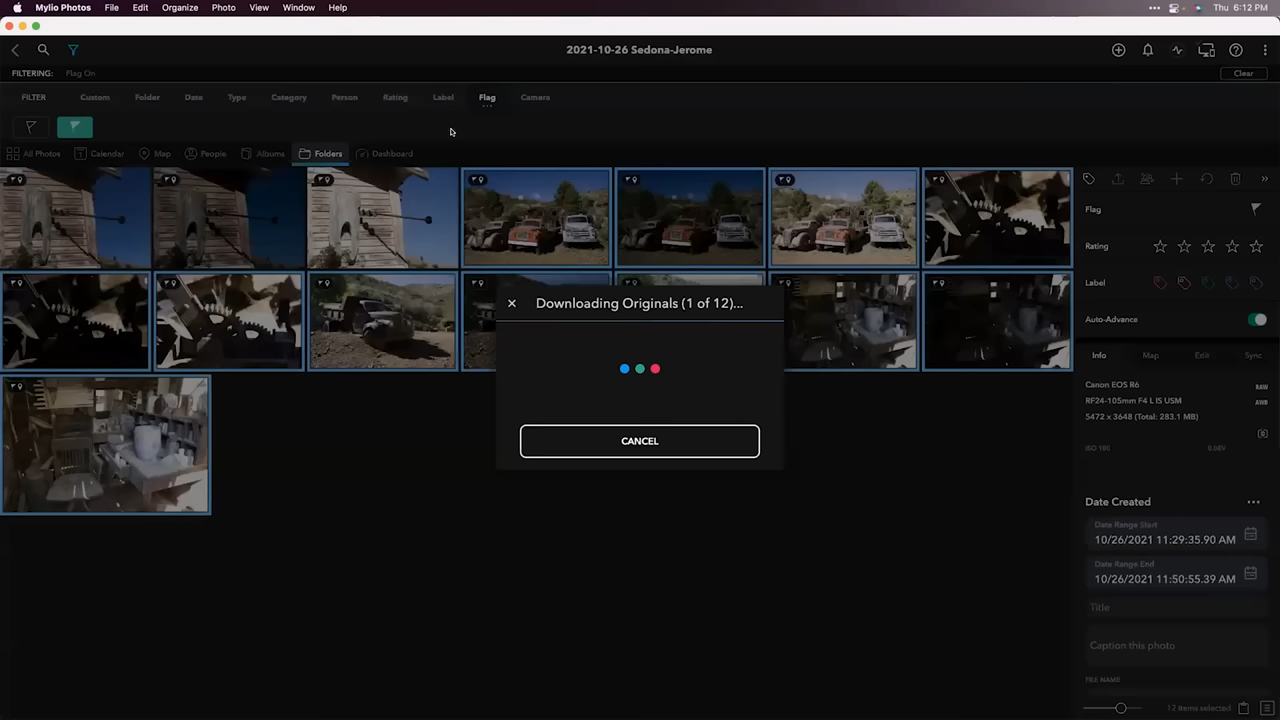 Mylio Photos File Edit Organize Photo View Window Help
Thu 6:12 PM
2021-10-26 Sedona-Jerome
FILTERING: Flag On
Clear
FILTER Custom Folder Date Type Category Person Rating Label Flag Camera
All Photos Calendar Map People Albums Folders Dashboard
Flag
Rating
Label
Auto-Advance
Info Map Edit Sync
Canon EOS R6
RAW
RF24-105mm F4 L IS USM
AWB
5472 x 3648 (Total: 283.1 MB)
ISO 180 0.0EV
Downloading Originals (1 of 12)...
CANCEL
Date Created
Date Range Start
10/26/2021 11:29:35.90 AM
Date Range End
10/26/2021 11:50:55.39 AM
Title
Caption this photo
FILE NAME
12 items selected